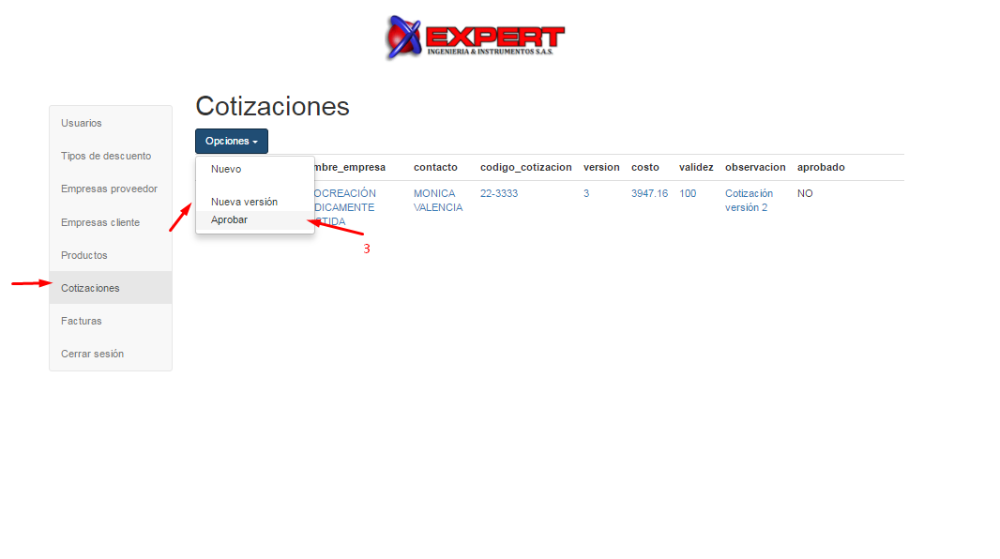 EXPERT
INGENIERIA & INSTRUMENTOS S.A.S.
Cotizaciones
Usuarios
Tipos de descuento
Empresas proveedor
Empresas cliente
Productos
Cotizaciones
Facturas
Cerrar sesión
Opciones
Nuevo
Nueva versión
Aprobar
3
mbre_empresa contacto codigo_cotizacion version costo validez observacion aprobado
OCREACIÓN MONICA 22-3333 3 3947.16 100 Cotización NO
DICAMENTE VALENCIA versión 2
STIDA